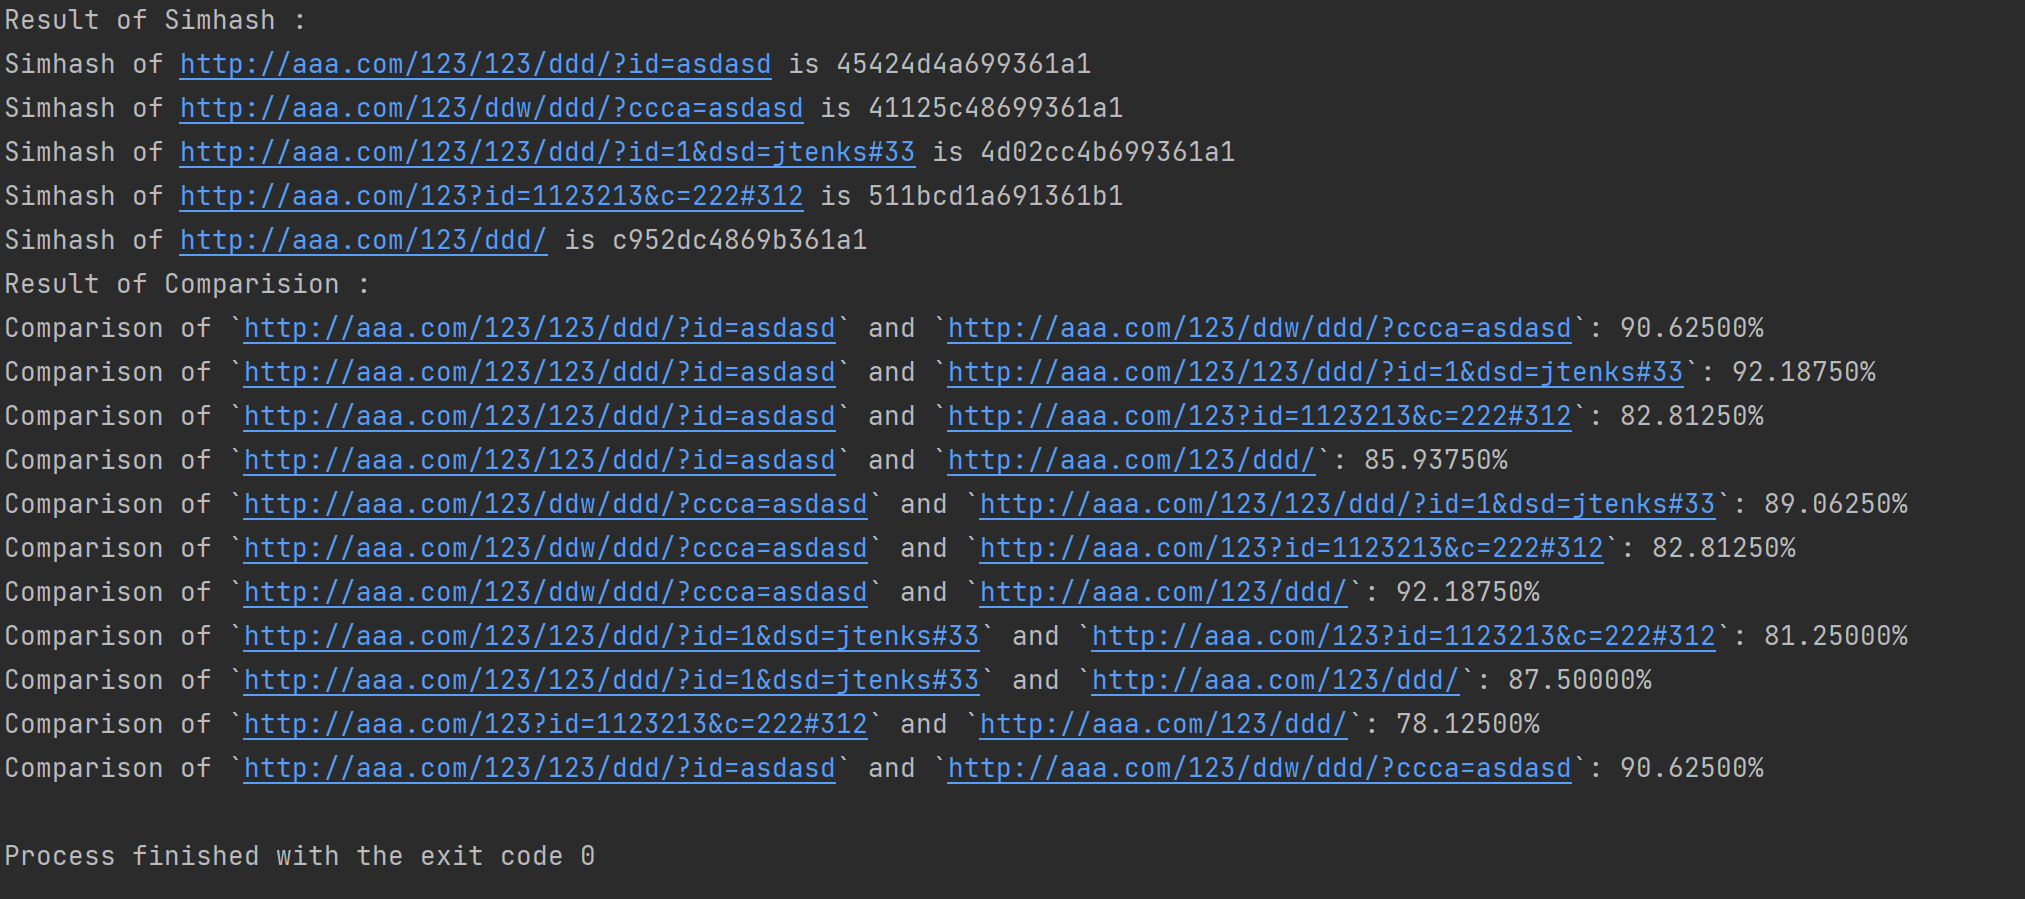 Result of Simhash :
Simhash of http://aaa.com/123/123/ddd/?id=asdasd is 45424d4a699361a1
Simhash of http://aaa.com/123/ddw/ddd/?ccca=asdasd is 41125c48699361a1
Simhash of http://aaa.com/123/123/ddd/?id=1&dsd=jtenks#33 is 4d02cc4b699361a1
Simhash of http://aaa.com/123?id=1123213&c=222#312 is 511bcd1a691361b1
Simhash of http://aaa.com/123/ddd/ is c952dc4869b361a1
Result of Comparision :
Comparison of `http://aaa.com/123/123/ddd/?id=asdasd` and `http://aaa.com/123/ddw/ddd/?ccca=asdasd`: 90.62500%
Comparison of `http://aaa.com/123/123/ddd/?id=asdasd` and `http://aaa.com/123/123/ddd/?id=1&dsd=jtenks#33`: 92.18750%
Comparison of `http://aaa.com/123/123/ddd/?id=asdasd` and `http://aaa.com/123?id=1123213&c=222#312`: 82.81250%
Comparison of `http://aaa.com/123/123/ddd/?id=asdasd` and `http://aaa.com/123/ddd/`: 85.93750%
Comparison of `http://aaa.com/123/ddw/ddd/?ccca=asdasd` and `http://aaa.com/123/123/ddd/?id=1&dsd=jtenks#33`: 89.06250%
Comparison of `http://aaa.com/123/ddw/ddd/?ccca=asdasd` and `http://aaa.com/123?id=1123213&c=222#312`: 82.81250%
Comparison of `http://aaa.com/123/ddw/ddd/?ccca=asdasd` and `http://aaa.com/123/ddd/`: 92.18750%
Comparison of `http://aaa.com/123/123/ddd/?id=1&dsd=jtenks#33` and `http://aaa.com/123?id=1123213&c=222#312`: 81.25000%
Comparison of `http://aaa.com/123/123/ddd/?id=1&dsd=jtenks#33` and `http://aaa.com/123/ddd/`: 87.50000%
Comparison of `http://aaa.com/123?id=1123213&c=222#312` and `http://aaa.com/123/ddd/`: 78.12500%
Comparison of `http://aaa.com/123/123/ddd/?id=asdasd` and `http://aaa.com/123/ddw/ddd/?ccca=asdasd`: 90.62500%
Process finished with the exit code 0